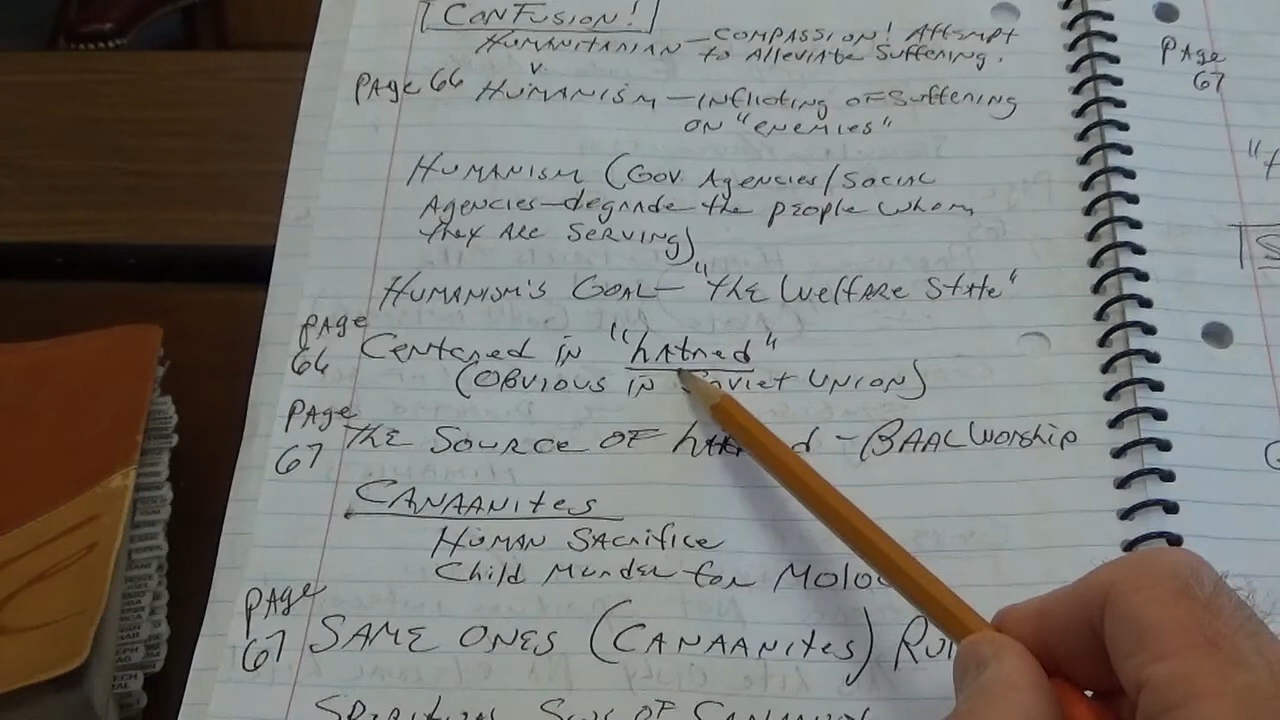 CONFUSION!
HUMANITARIAN - COMPASSION! Attempt
to Alleviate Suffering.
v.
PAGE 66 HUMANISM - inflicting of Suffering
ON "ENEMIES"
HUMANISM (GOV. Agencies/Social
Agencies - degrade the people whom
they ARE SERVING)
HUMANISM'S GOAL - "THE WELFARE STATE"
PAGE
66
Centered in "hatred"
(OBVIOUS IN Soviet UNION)
PAGE
67
the Source OF hatred - BAAL Worship
CANAANITES
HUMAN SACRIFICE
Child Murder for
PAGE
67
SAME ONES (CANAANITES)
PAGE
67